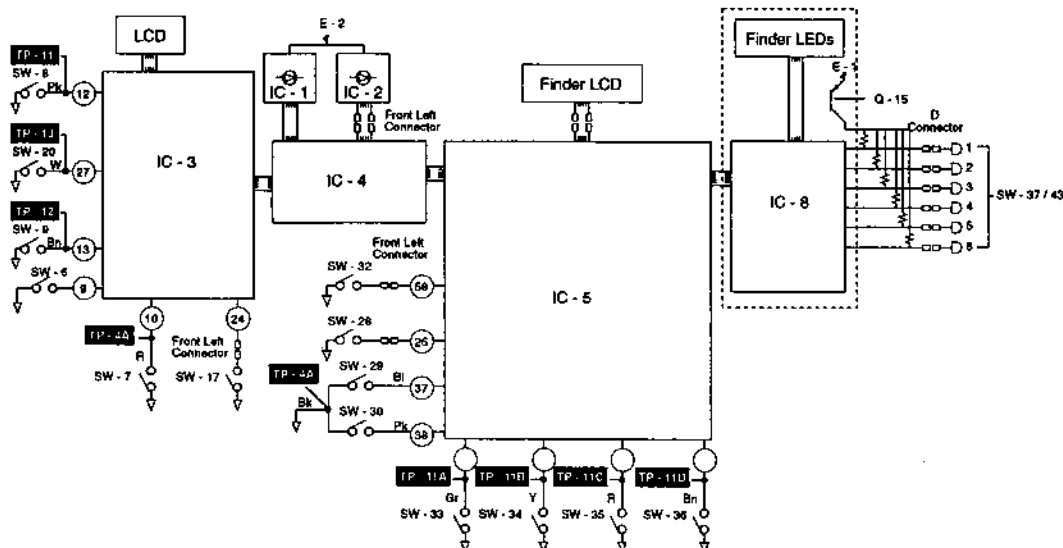 LCD
TP - 11
SW - 8
Pk
12
SW - 20
W
27
TP - 12
SW - 9
Bn
13
SW - 6
9
IC - 3
10
24
TP - 4A
R
SW - 7
Front Left
Connector
SW - 17
E - 2
IC - 1
IC - 2
Front Left
Connector
IC - 4
Finder LCD
Front Left
Connector
SW - 32
SW - 28
26
SW - 29
Bl
37
TP - 4A
Bk
SW - 30
Pk
38
IC - 5
TP - 11A
TP - 11B
TP - 11C
TP - 11D
Gr
Y
R
Bn
SW - 33
SW - 34
SW - 35
SW - 36
Finder LEDs
Q - 15
D
Connector
IC - 8
1
2
3
4
5
6
SW - 37 / 43